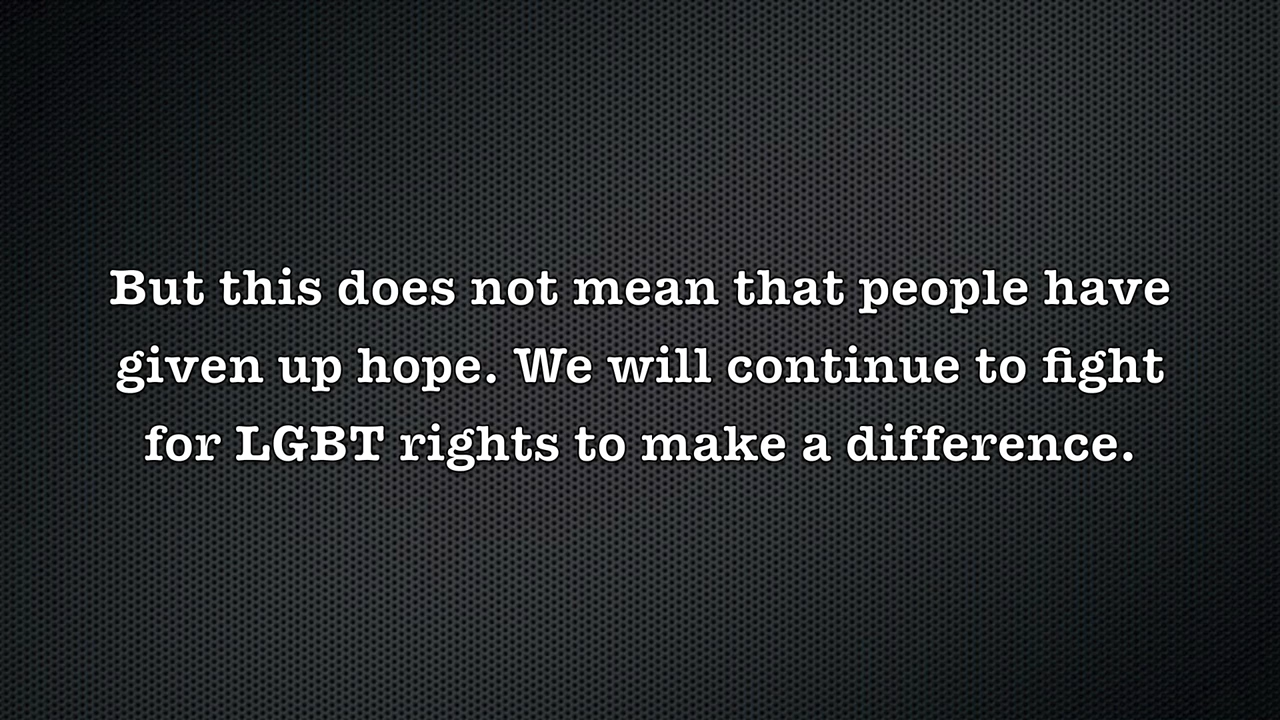 But this does not mean that people have
given up hope. We will continue to fight
for LGBT rights to make a difference.